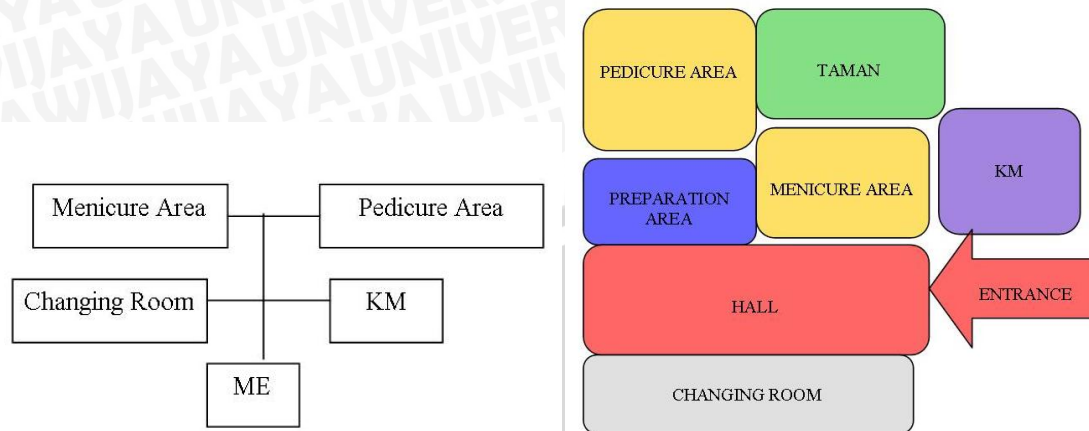 Menicure Area
Pedicure Area
Changing Room
KM
ME
PEDICURE AREA
TAMAN
KM
PREPARATION
AREA
MENICURE AREA
HALL
ENTRANCE
CHANGING ROOM